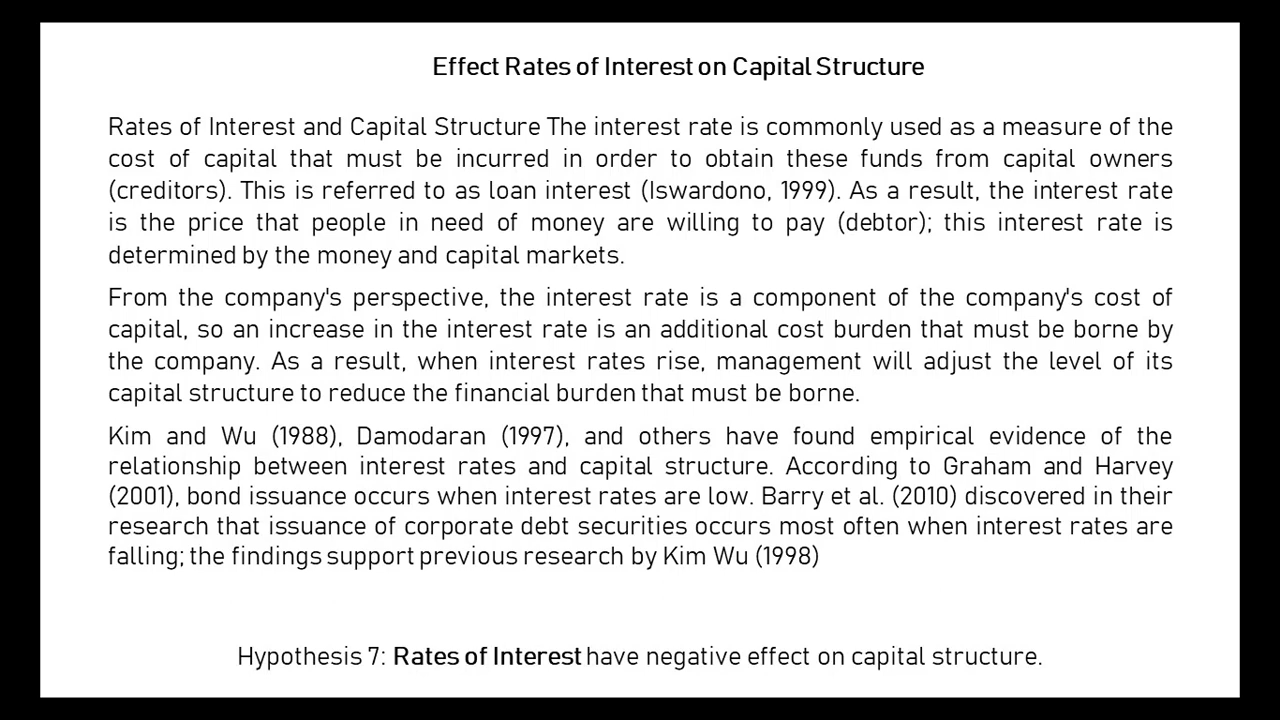 Effect Rates of Interest on Capital Structure
Rates of Interest and Capital Structure The interest rate is commonly used as a measure of the
cost of capital that must be incurred in order to obtain these funds from capital owners
(creditors). This is referred to as loan interest (Iswardono, 1999). As a result, the interest rate
is the price that people in need of money are willing to pay (debtor); this interest rate is
determined by the money and capital markets.
From the company's perspective, the interest rate is a component of the company's cost of
capital, so an increase in the interest rate is an additional cost burden that must be borne by
the company. As a result, when interest rates rise, management will adjust the level of its
capital structure to reduce the financial burden that must be borne.
Kim and Wu (1988), Damodaran (1997), and others have found empirical evidence of the
relationship between interest rates and capital structure. According to Graham and Harvey
(2001), bond issuance occurs when interest rates are low. Barry et al. (2010) discovered in their
research that issuance of corporate debt securities occurs most often when interest rates are
falling; the findings support previous research by Kim Wu (1998)
Hypothesis 7: Rates of Interest have negative effect on capital structure.